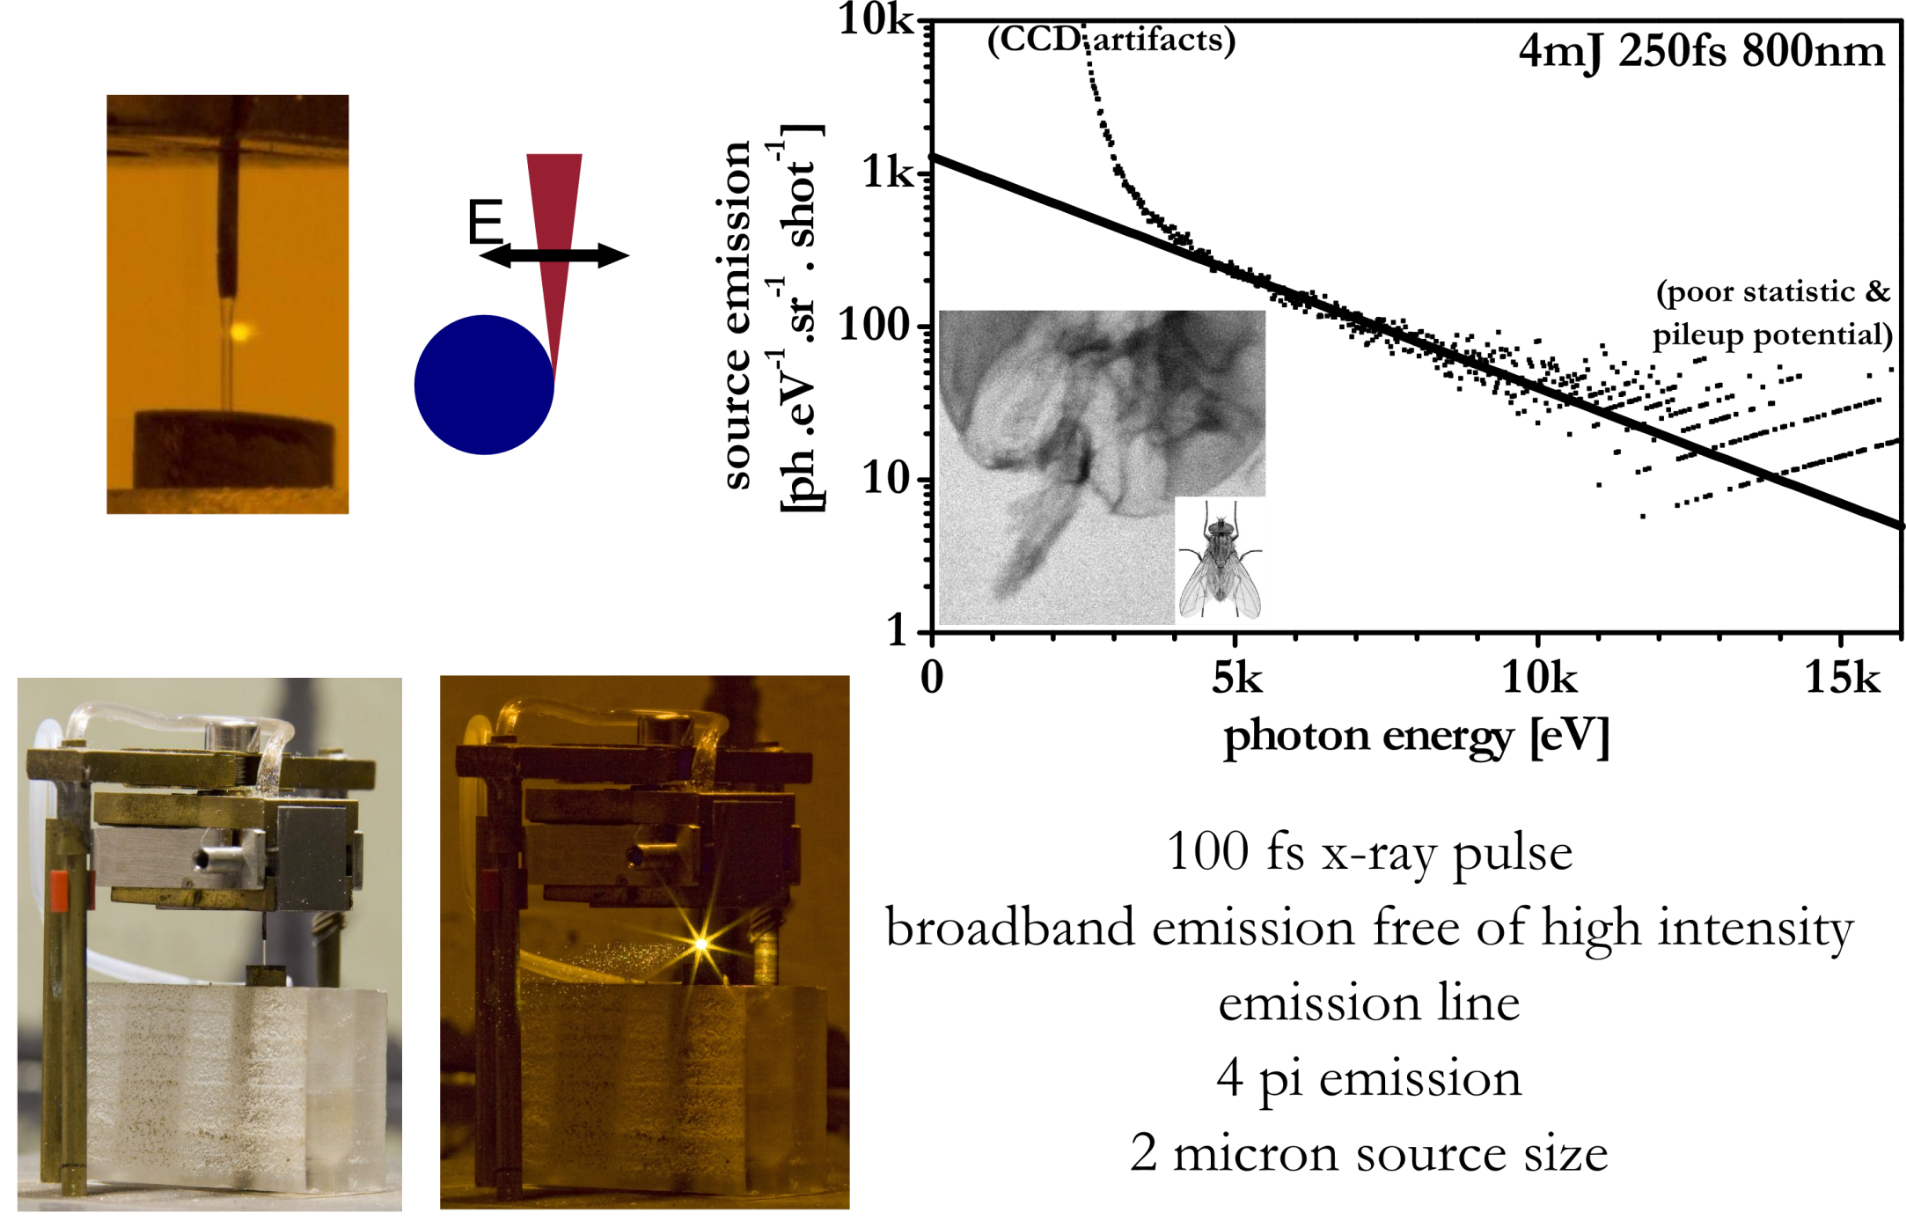 E
10k
1k
100
10
1
source emission
[ph .eV⁻¹ .sr⁻¹ . shot⁻¹]
(CCD artifacts)
4mJ 250fs 800nm
(poor statistic &
pileup potential)
0 5k 10k 15k
photon energy [eV]
100 fs x-ray pulse
broadband emission free of high intensity
emission line
4 pi emission
2 micron source size